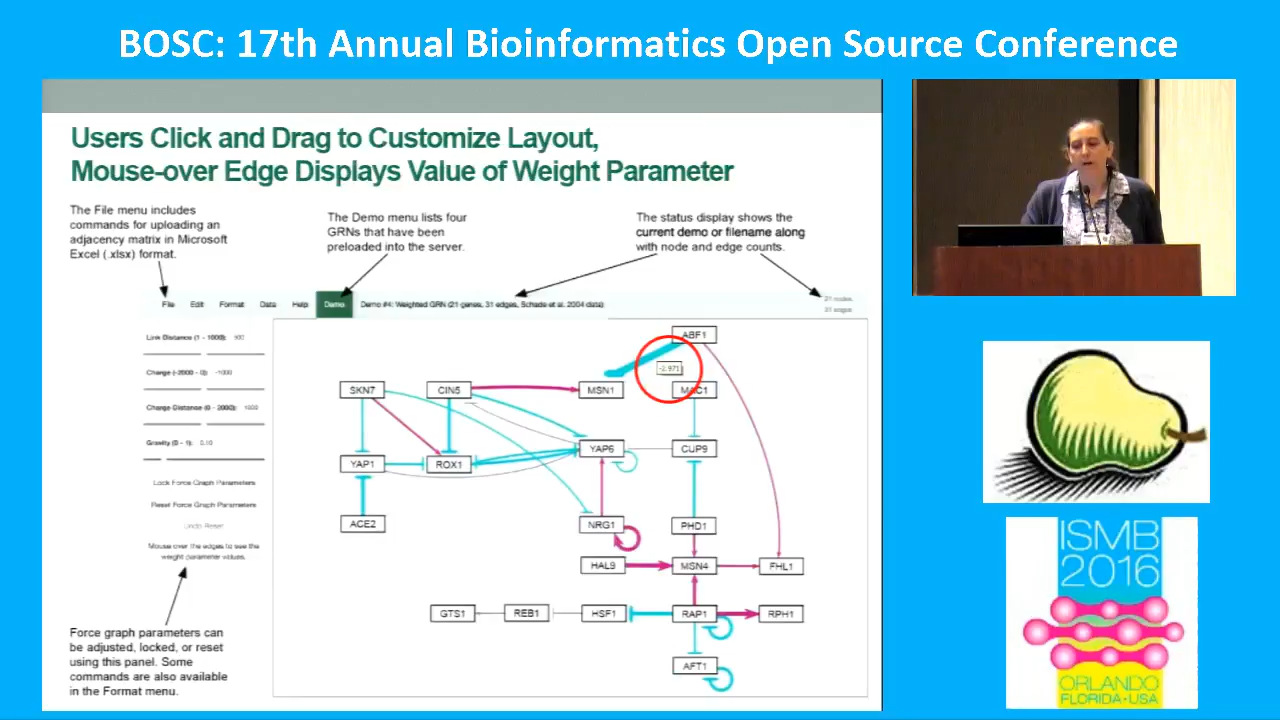 BOSC: 17th Annual Bioinformatics Open Source Conference
Users Click and Drag to Customize Layout,
Mouse-over Edge Displays Value of Weight Parameter
The File menu includes
commands for uploading an
adjacency matrix in Microsoft
Excel (.xlsx) format.
The Demo menu lists four
GRNs that have been
preloaded into the server.
The status display shows the
current demo or filename along
with node and edge counts.
File Edit Format Data Help Demo Demo #4: Weighted GRN (21 genes, 31 edges, Schade et al. 2004 data)
21 nodes
31 edges
Link Distance (1 - 1000): 500
Charge (-2000 - 0): -1000
Charge Distance (0 - 2000): 1000
Gravity (0 - 1): 0.10
Lock Force Graph Parameters
Reset Force Graph Parameters
Undo Reset
Mouse over the edges to see the
weight parameter values.
Force graph parameters can
be adjusted, locked, or reset
using this panel. Some
commands are also available
in the Format menu.
ABF1
-2.971
SKN7 CIN5 MSN1 MAC1
YAP6 CUP9
YAP1 ROX1
ACE2 NRG1 PHD1
HAL9 MSN4 FHL1
GTS1 REB1 HSF1 RAP1 RPH1
AFT1
ISMB
2016
ORLANDO
FLORIDA • USA